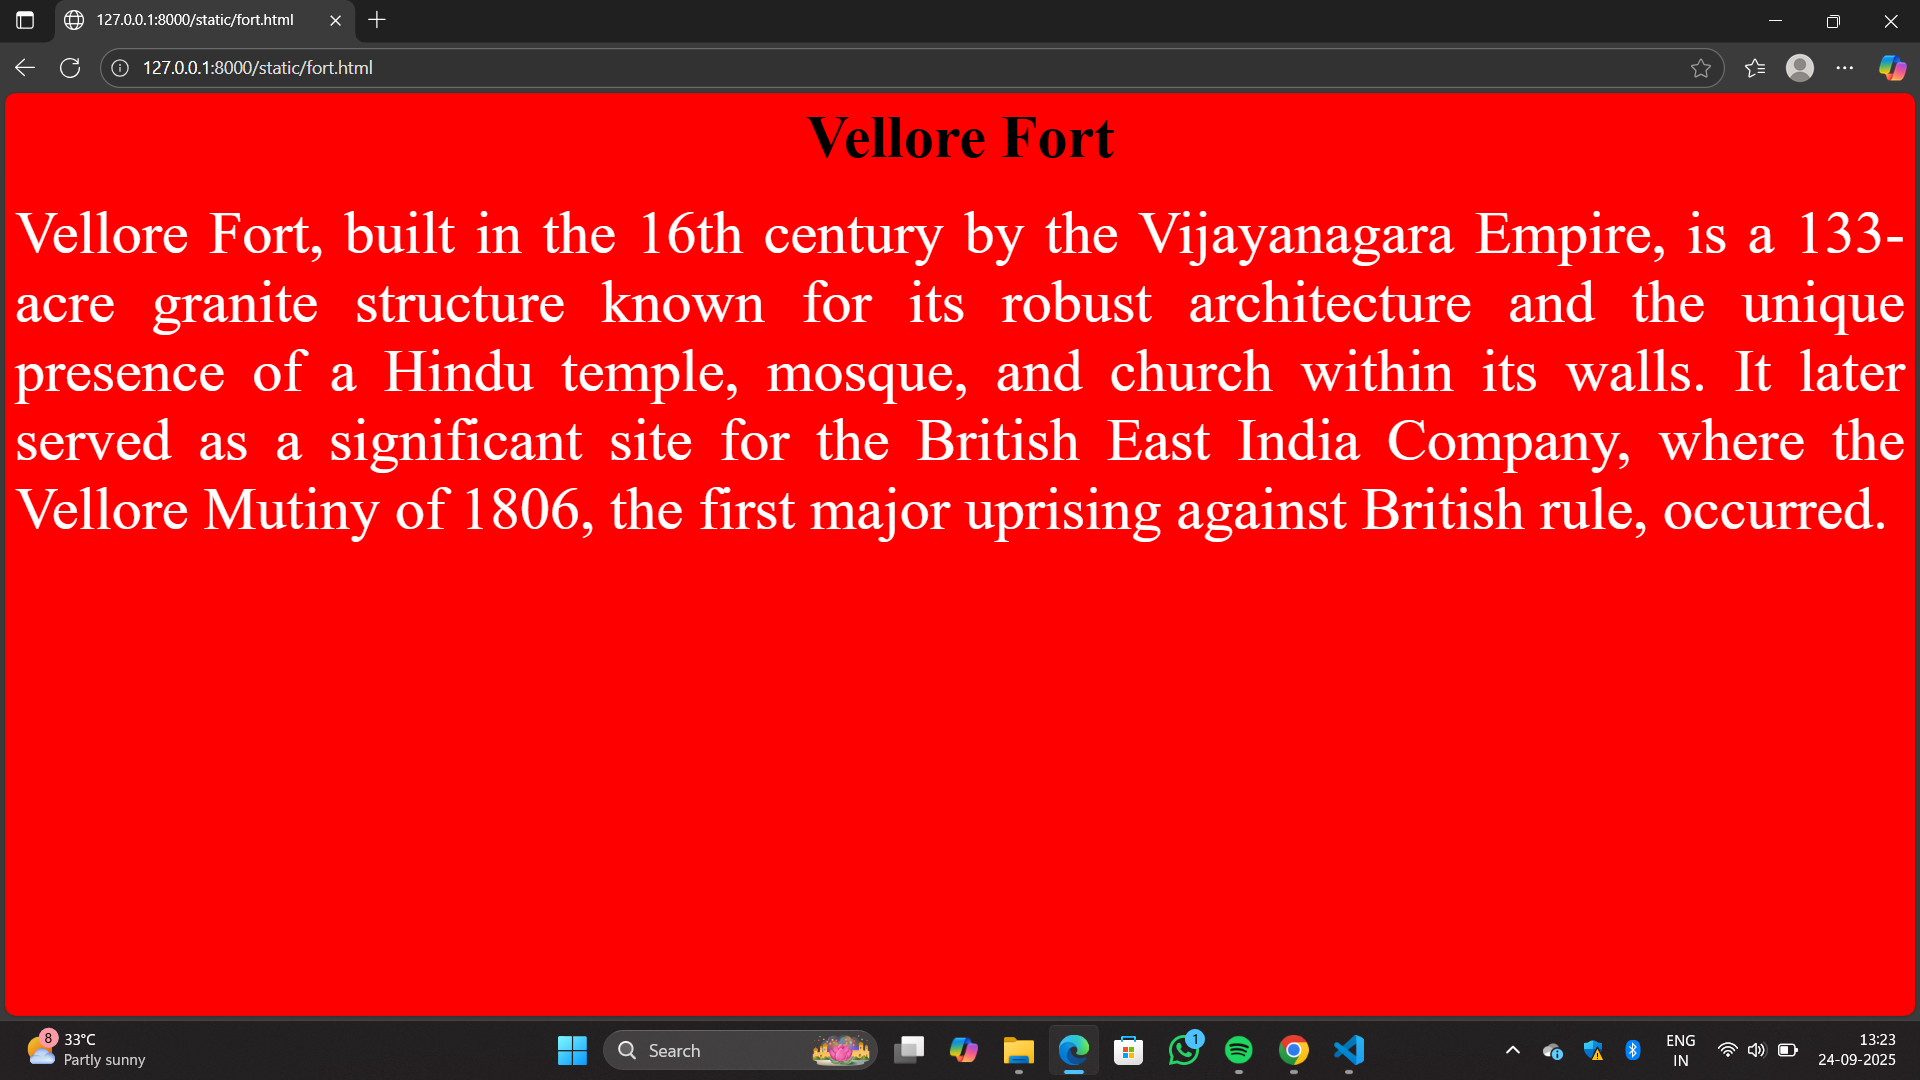 127.0.0.1:8000/static/fort.html
127.0.0.1:8000/static/fort.html
Vellore Fort
Vellore Fort, built in the 16th century by the Vijayanagara Empire, is a 133-
acre granite structure known for its robust architecture and the unique
presence of a Hindu temple, mosque, and church within its walls. It later
served as a significant site for the British East India Company, where the
Vellore Mutiny of 1806, the first major uprising against British rule, occurred.
8
33°C
Partly sunny
Search
1
ENG
IN
13:23
24-09-2025